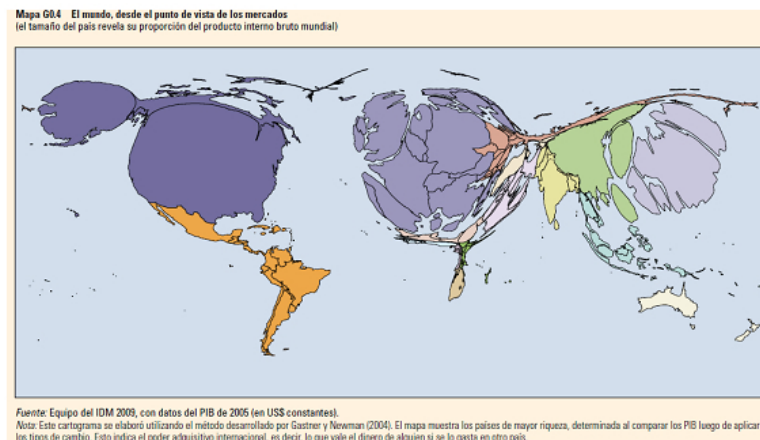 Mapa G0.4 El mundo, desde el punto de vista de los mercados
(el tamaño del país revela su proporción del producto interno bruto mundial)
Fuente: Equipo del IDM 2009, con datos del PIB de 2005 (en US$ constantes).
Nota: Este cartograma se elaboró utilizando el método desarrollado por Gastner y Newman (2004). El mapa muestra los países de mayor riqueza, determinada al comparar los PIB luego de aplicar
los tipos de cambio. Esto indica el poder adquisitivo internacional, es decir, lo que vale el dinero de alguien si se lo gasta en otro país.